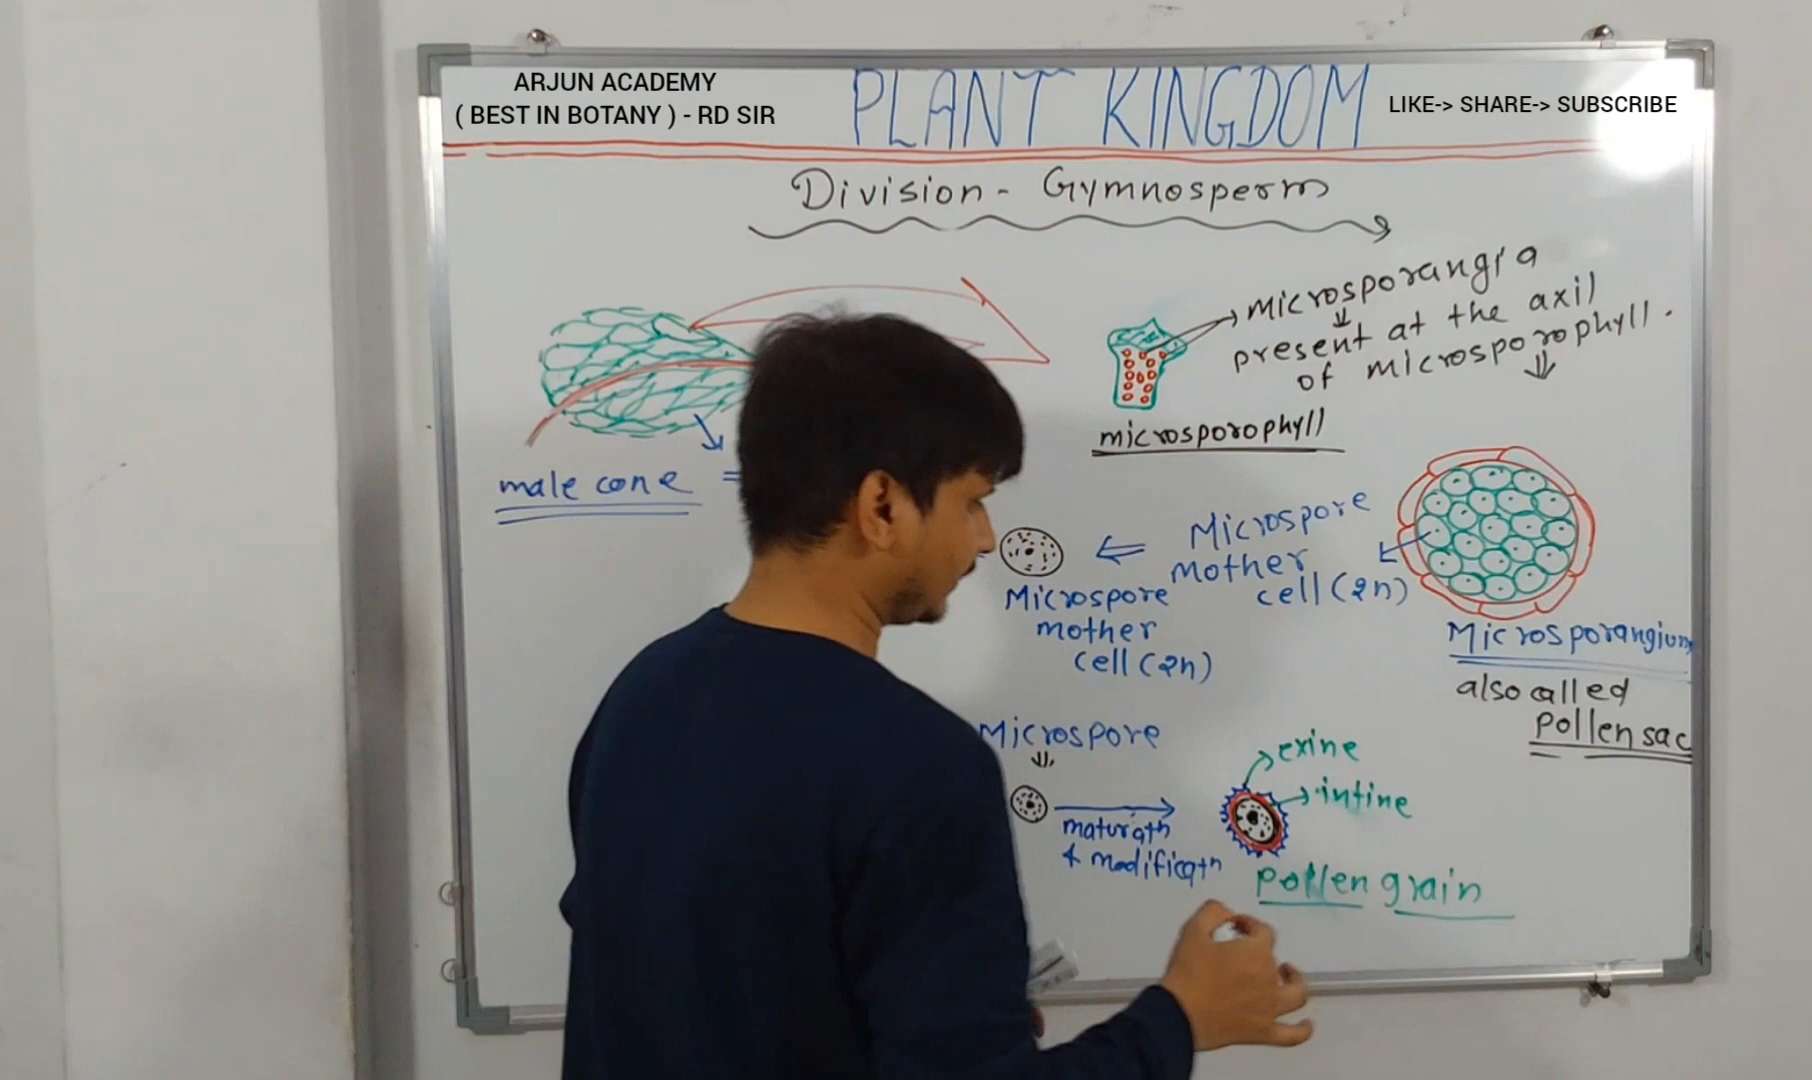 ARJUN ACADEMY
( BEST IN BOTANY ) - RD SIR
PLANT KINGDOM
LIKE-> SHARE-> SUBSCRIBE
Division - Gymnosperm
microsporangia
present at the axil
of microsporophyll.
microsporophyll
male cone =
Microspore
mother
cell (2n)
Microspore
mother
cell (2n)
Microsporangium
also called
pollen sac
Microspore
maturatn
& modificatn
exine
intine
pollen grain